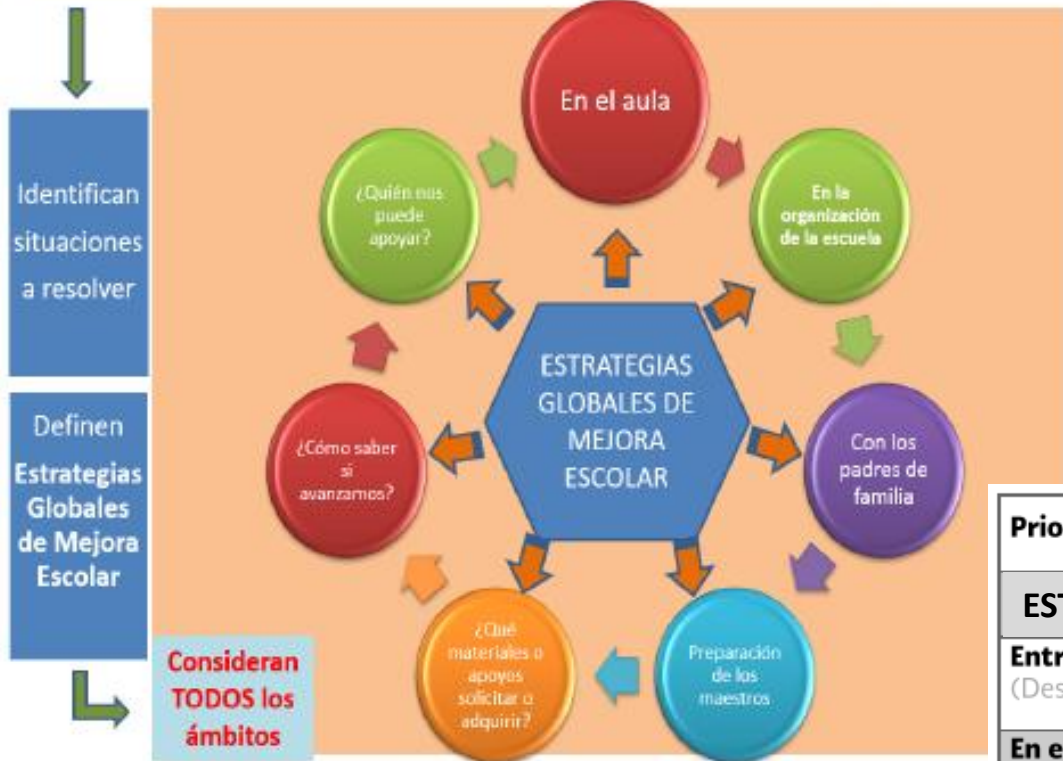 Identifican
situaciones
a resolver
Definen
Estrategias
Globales
de Mejora
Escolar
Consideran
TODOS los
ámbitos
En el aula
En la
organización
de la escuela
Con los
padres de
familia
Preparación
de los
maestros
¿Qué
materiales o
apoyos
solicitar o
adquirir?
¿Cómo saber
si
avanzamos?
¿Quién nos
puede
apoyar?
ESTRATEGIAS
GLOBALES DE
MEJORA
ESCOLAR